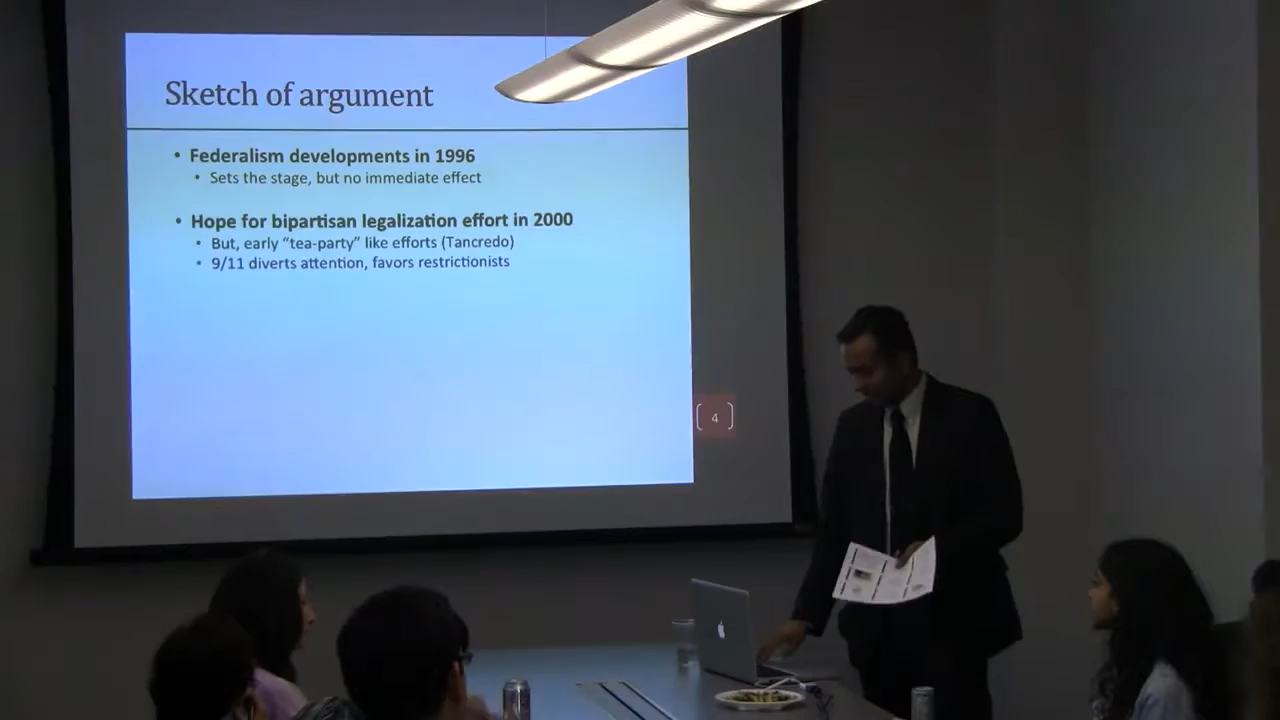 Sketch of argument
• Federalism developments in 1996
• Sets the stage, but no immediate effect
• Hope for bipartisan legalization effort in 2000
• But, early “tea-party” like efforts (Tancredo)
• 9/11 diverts attention, favors restrictionists
[ 4 ]